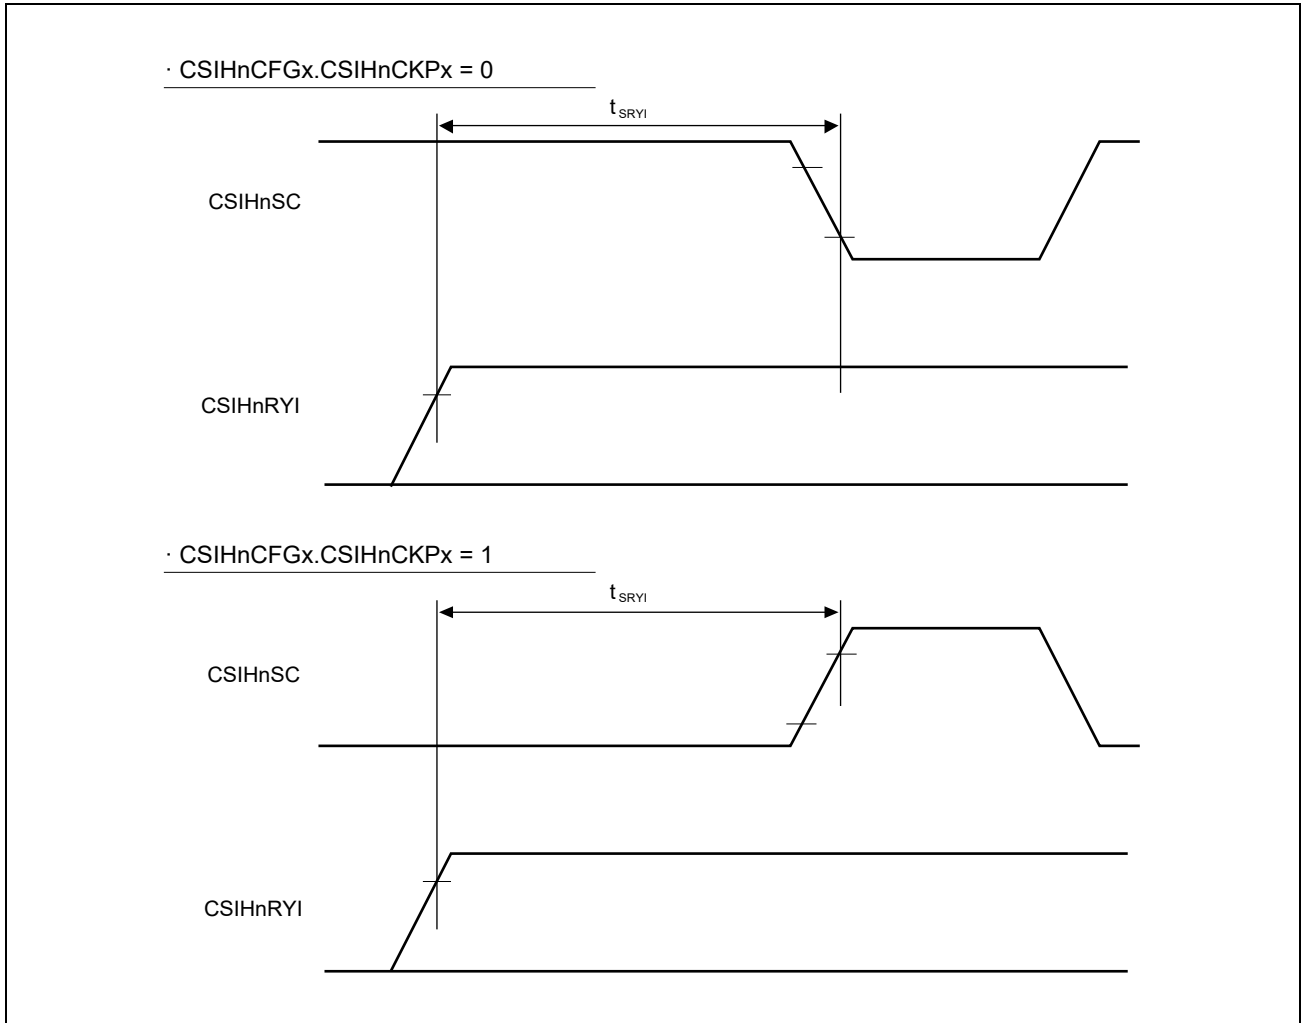 · CSIHnCFGx.CSIHnCKPx = 0
tSRYI
CSIHnSC
CSIHnRYI
· CSIHnCFGx.CSIHnCKPx = 1
tSRYI
CSIHnSC
CSIHnRYI